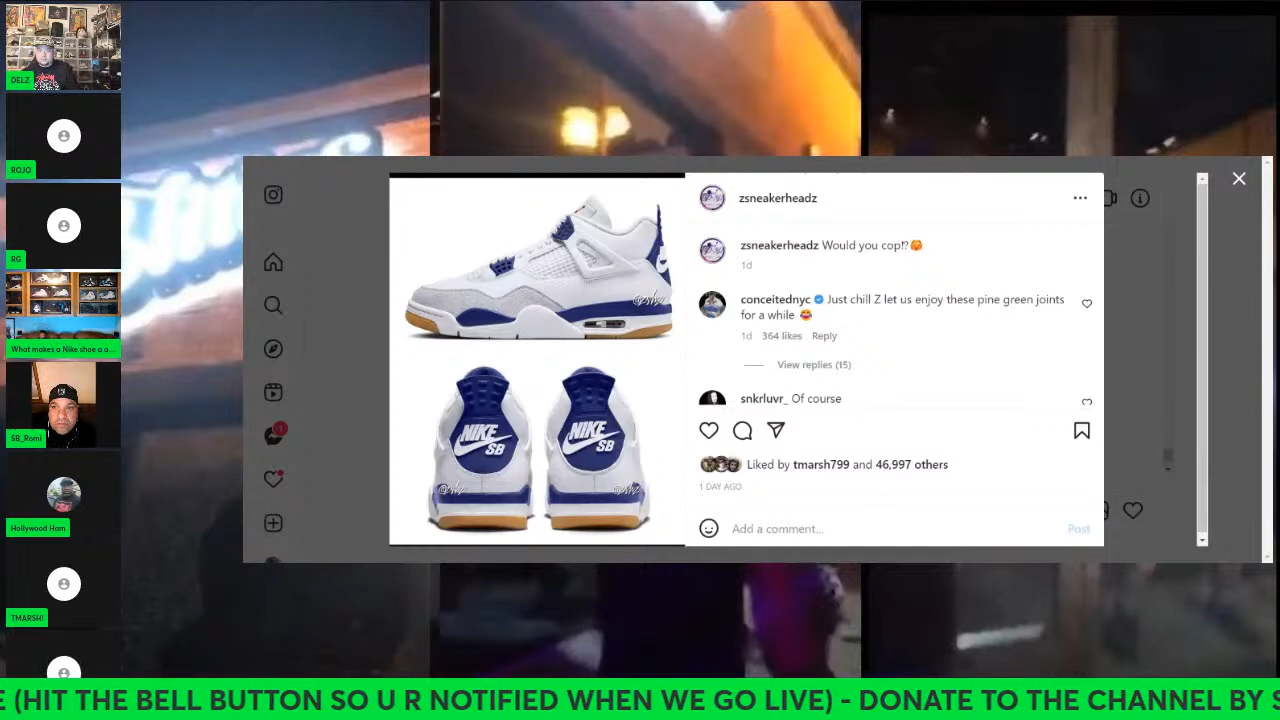 DELZ
ROJO
RG
What makes a Nike shoe a a...
SB_Romi
Hollywood Ham
TMARSH!
@zshz
NIKE
SB
NIKE
SB
@zshz
@zshz
zsneakerheadz
zsneakerheadz Would you cop!?
1d
conceitednyc Just chill Z let us enjoy these pine green joints
for a while
1d 364 likes Reply
View replies (15)
snkrluvr_ Of course
Liked by tmarsh799 and 46,997 others
1 DAY AGO
Add a comment... Post
E (HIT THE BELL BUTTON SO U R NOTIFIED WHEN WE GO LIVE) - DONATE TO THE CHANNEL BY S